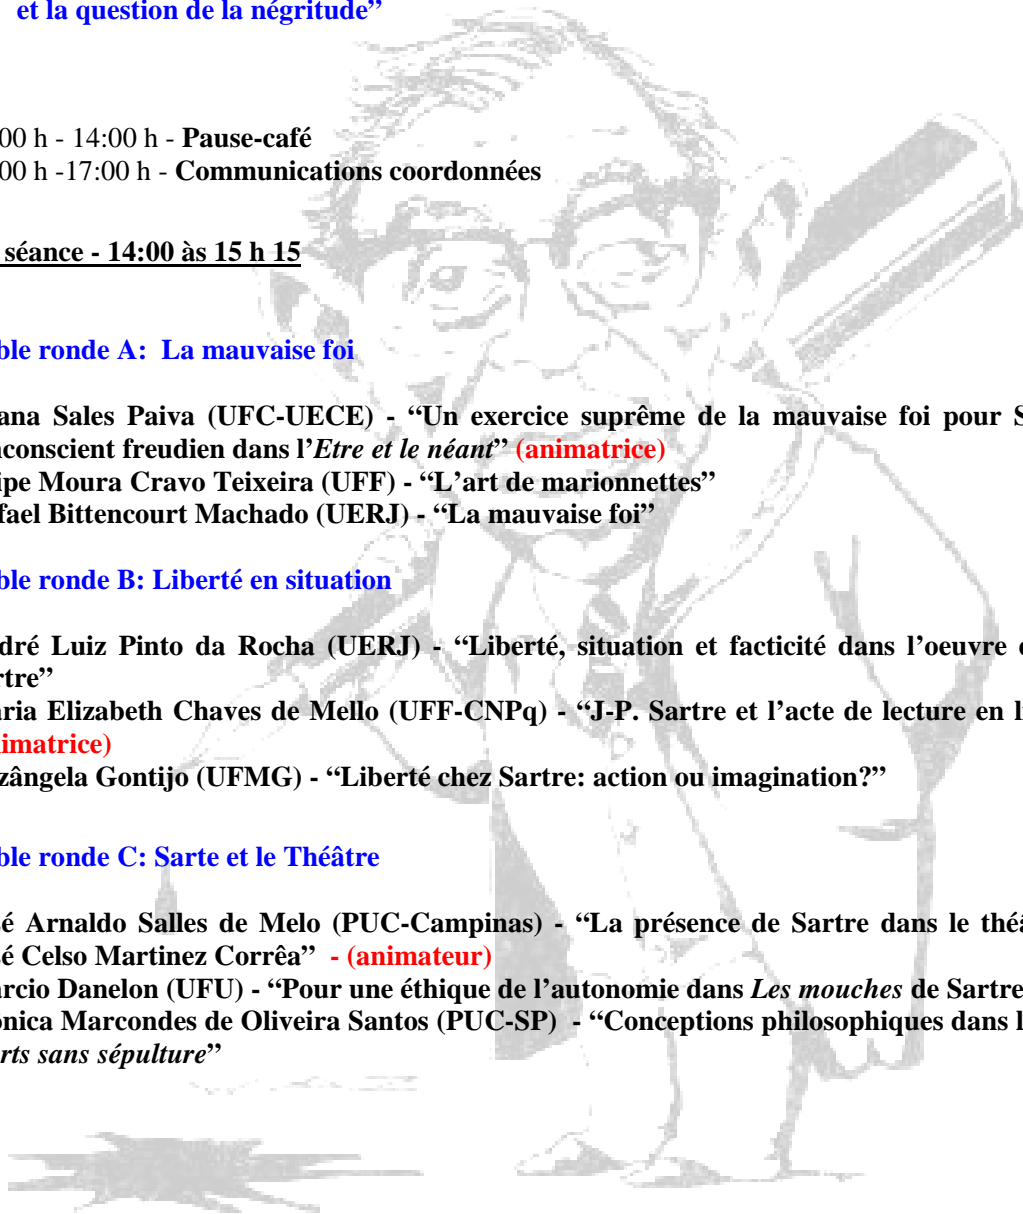 et la question de la négritude”
00 h - 14:00 h - Pause-café
00 h -17:00 h - Communications coordonnées
séance - 14:00 às 15 h 15
ble ronde A: La mauvaise foi
ana Sales Paiva (UFC-UECE) - “Un exercice suprême de la mauvaise foi pour S
nconscient freudien dans l’Etre et le néant” (animatrice)
ipe Moura Cravo Teixeira (UFF) - “L’art de marionnettes”
fael Bittencourt Machado (UERJ) - “La mauvaise foi”
ble ronde B: Liberté en situation
dré Luiz Pinto da Rocha (UERJ) - “Liberté, situation et facticité dans l’oeuvre d
rtre”
aria Elizabeth Chaves de Mello (UFF-CNPq) - “J-P. Sartre et l’acte de lecture en li
nimatrice)
zângela Gontijo (UFMG) - “Liberté chez Sartre: action ou imagination?”
ble ronde C: Sarte et le Théâtre
sé Arnaldo Salles de Melo (PUC-Campinas) - “La présence de Sartre dans le théâ
sé Celso Martinez Corrêa” - (animateur)
arcio Danelon (UFU) - “Pour une éthique de l’autonomie dans Les mouches de Sartre
ônica Marcondes de Oliveira Santos (PUC-SP) - “Conceptions philosophiques dans l
rts sans sépulture”